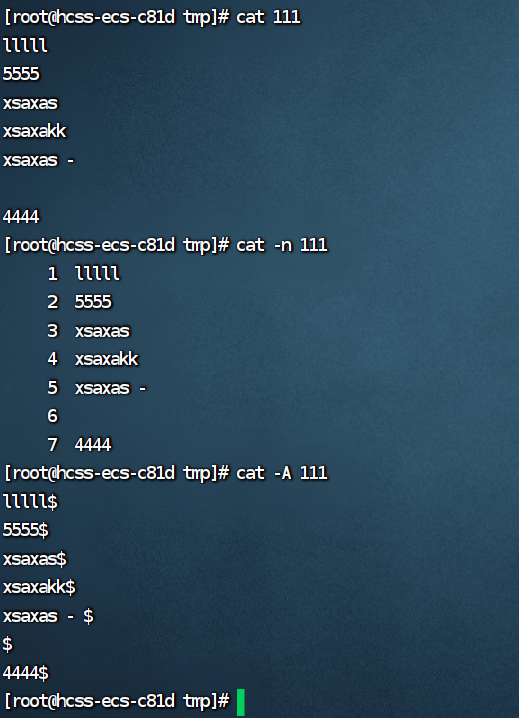 [root@hcss-ecs-c81d tmp]# cat 111
lllll
5555
xsaxas
xsaxakk
xsaxas -

4444
[root@hcss-ecs-c81d tmp]# cat -n 111
     1  lllll
     2  5555
     3  xsaxas
     4  xsaxakk
     5  xsaxas -
     6
     7  4444
[root@hcss-ecs-c81d tmp]# cat -A 111
lllll$
5555$
xsaxas$
xsaxakk$
xsaxas - $
$
4444$
[root@hcss-ecs-c81d tmp]#